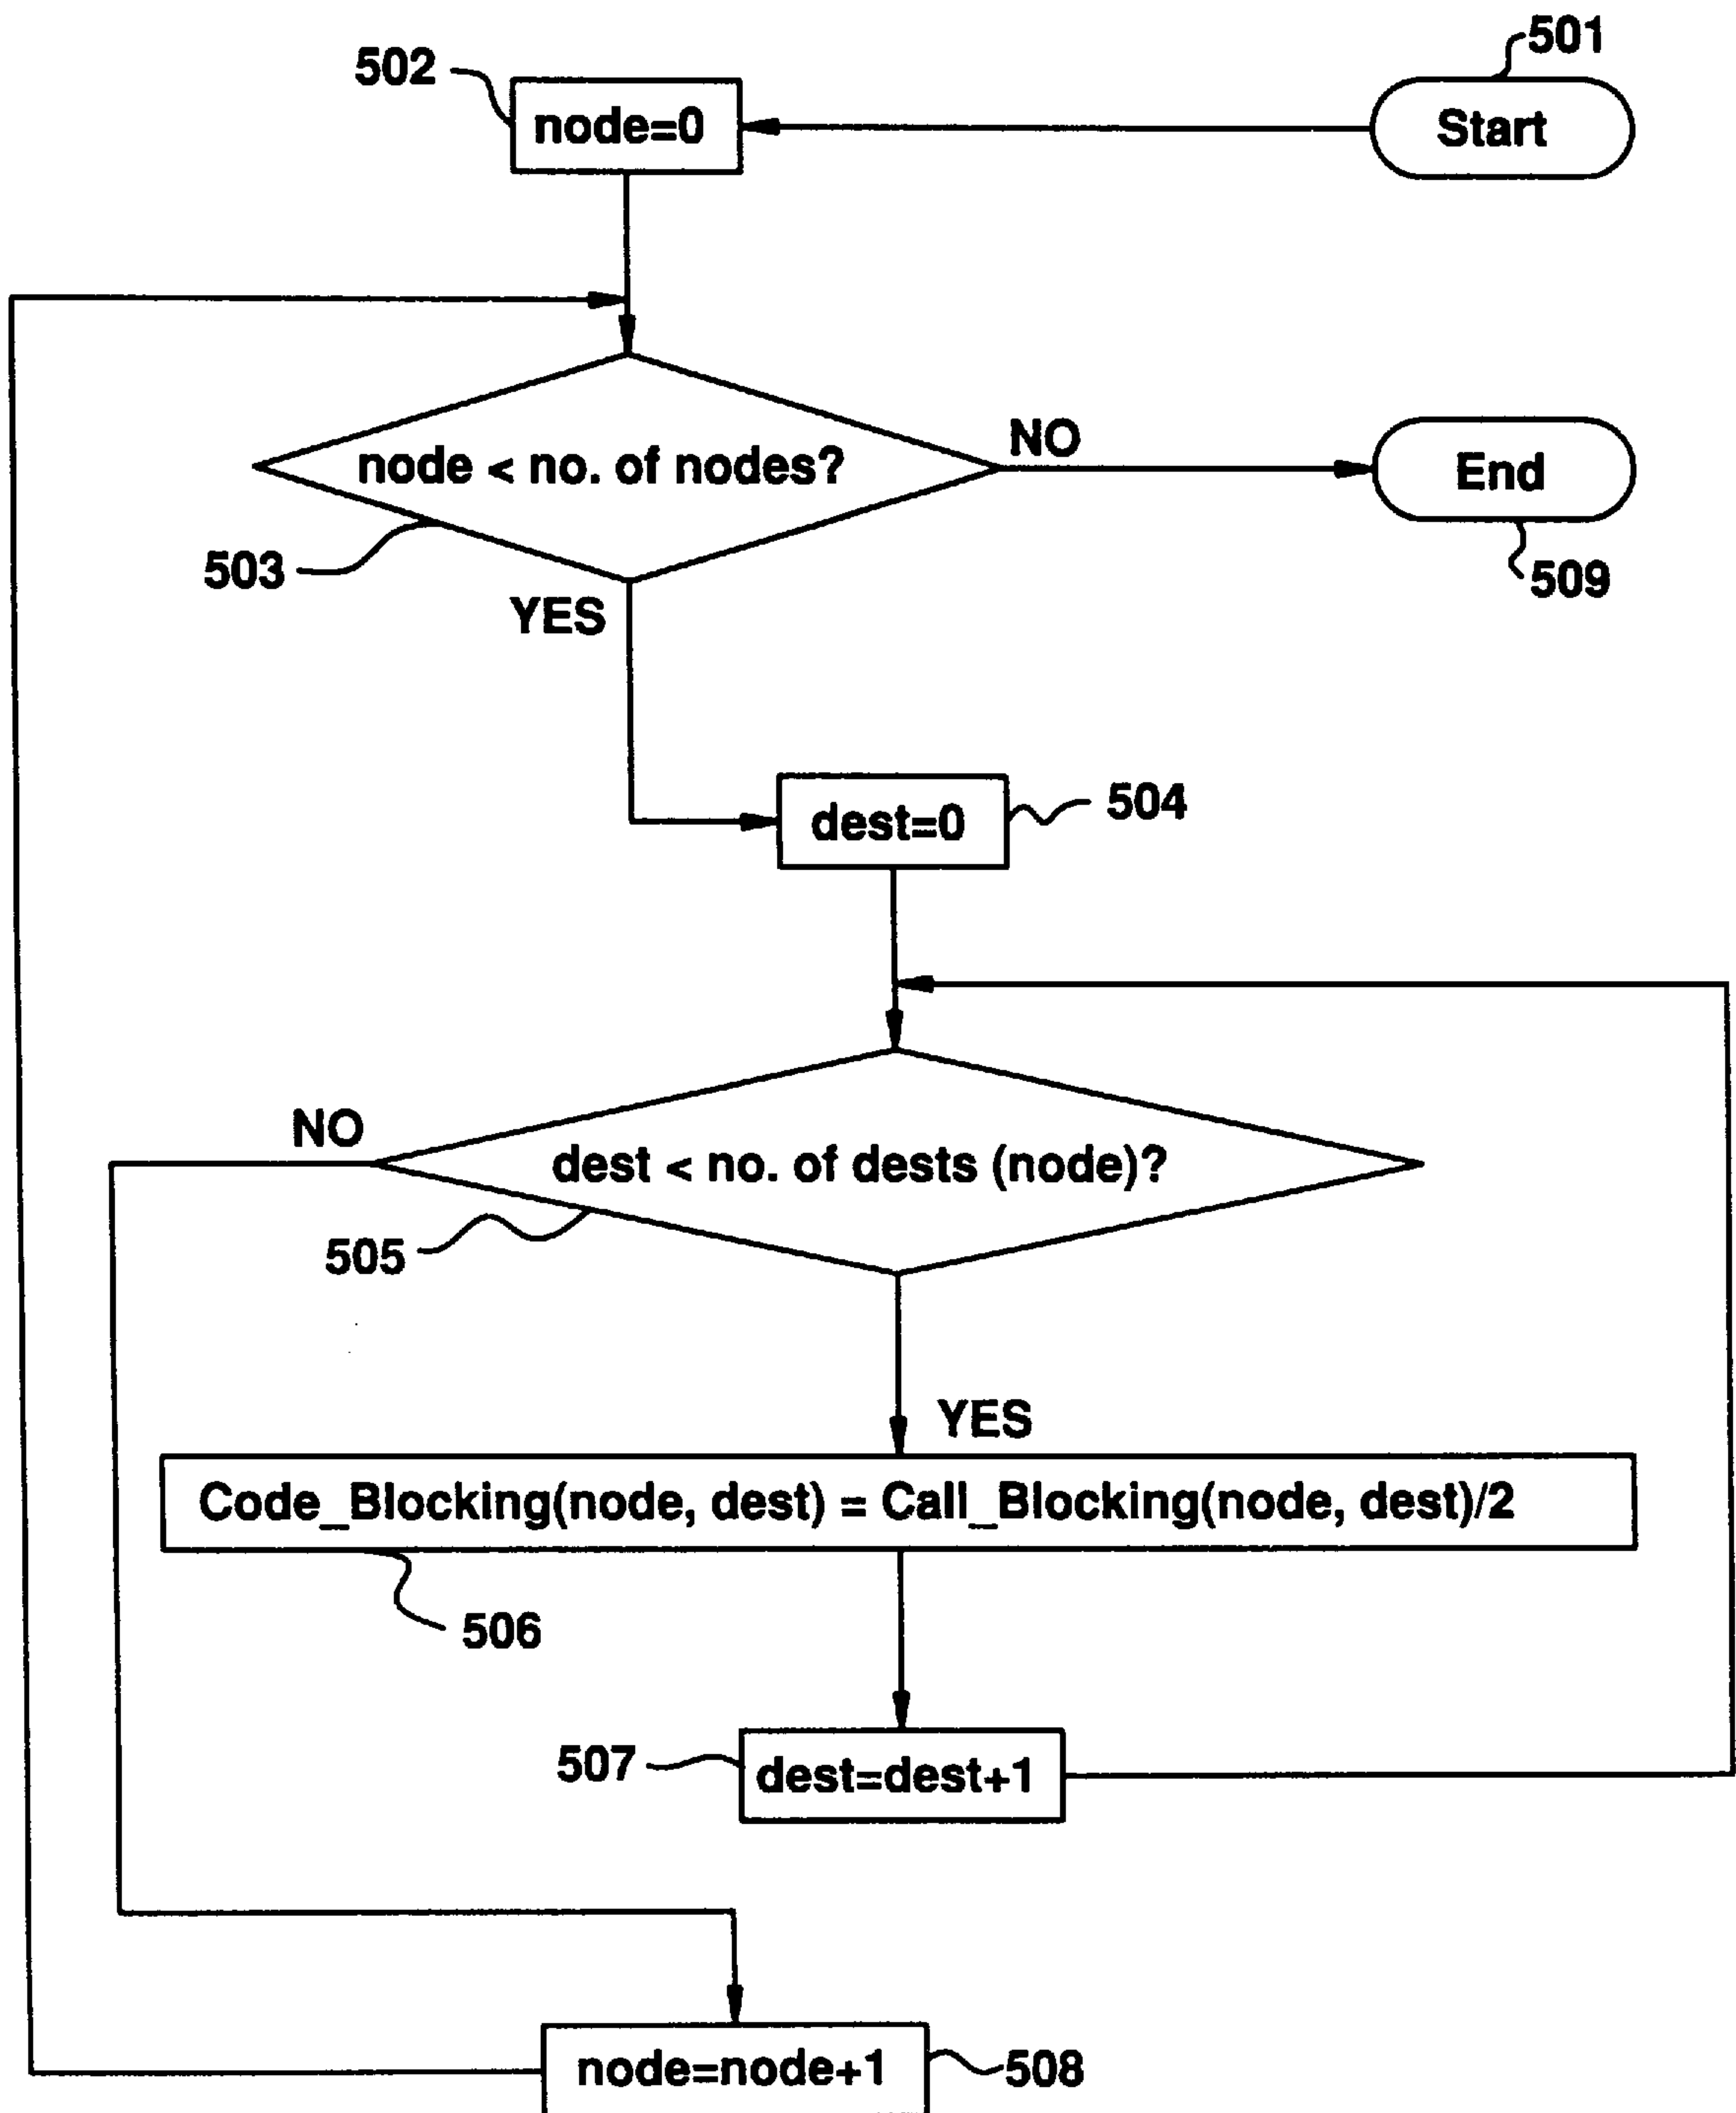 501
502
node=0
Start
node < no. of nodes?
NO
End
503
509
YES
dest=0
504
NO
dest < no. of dests (node)?
505
YES
Code_Blocking(node, dest) = Call_Blocking(node, dest)/2
506
507
dest=dest+1
node=node+1
508